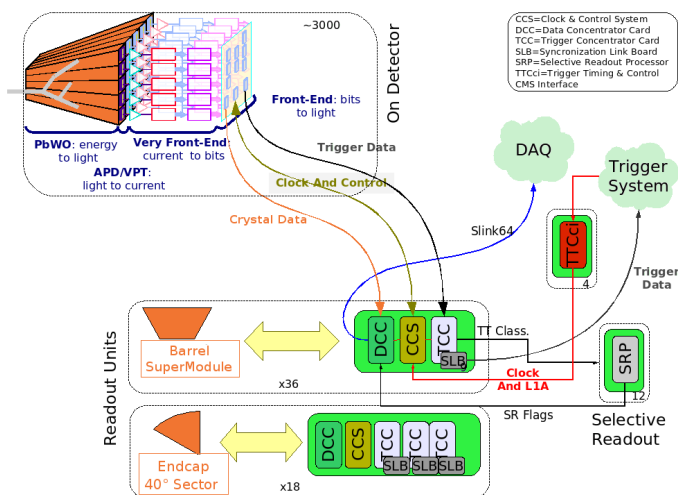 CCS=Clock & Control System
DCC=Data Concentrator Card
TCC=Trigger Concentrator Card
SLB=Syncronization Link Board
SRP=Selective Readout Processor
TTCci=Trigger Timing & Control
CMS Interface
~3000
On Detector
Front-End: bits
to light
PbWO: energy
to light
Very Front-End:
current to bits
APD/VPT:
light to current
Trigger Data
Clock And Control
Crystal Data
DAQ
Trigger
System
Slink64
TTCci
4
Trigger
Data
Readout Units
Barrel
SuperModule
x36
DCC
CCS
TCC
SLB
TT Class.
Clock
And L1A
SRP
12
SR Flags
Selective
Readout
Endcap
40° Sector
x18
DCC
CCS
TCC
TCC
TCC
SLB
SLB
SLB